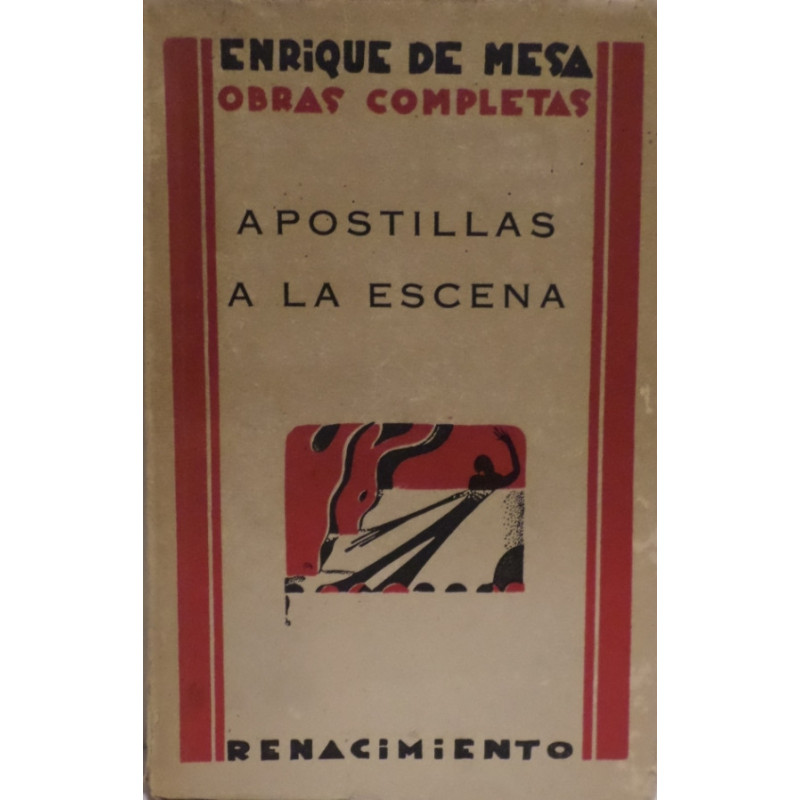 ENRiQUE DE MESA
OBRAS COMPLETAS
APOSTILLAS
A LA ESCENA
RENACiMiENTO